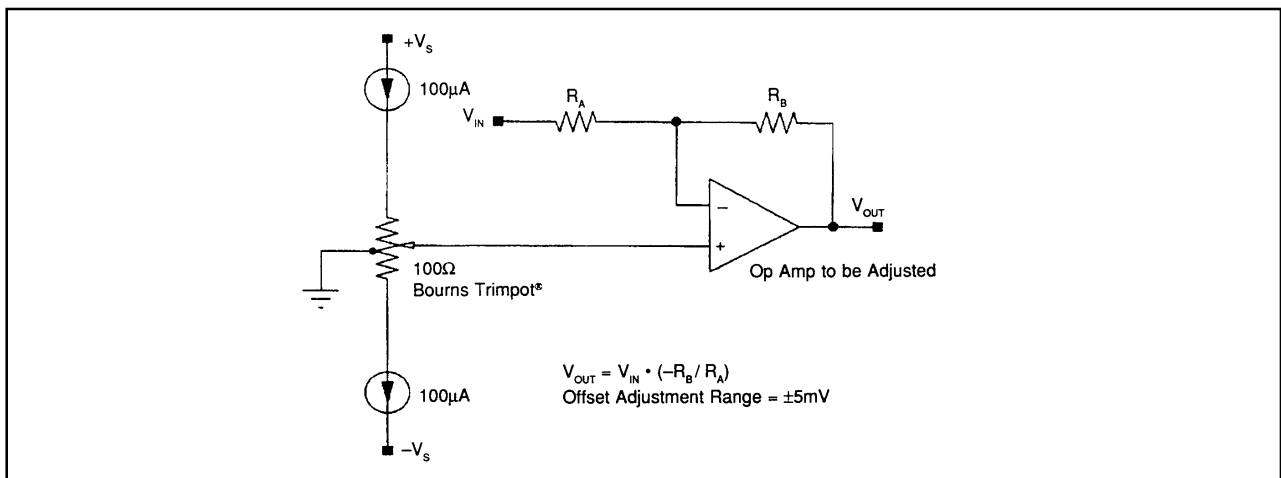 +V_S
100µA
R_A
R_B
V_IN
−
+
V_OUT
Op Amp to be Adjusted
100Ω
Bourns Trimpot®
V_OUT = V_IN • (–R_B / R_A)
Offset Adjustment Range = ±5mV
100µA
–V_S